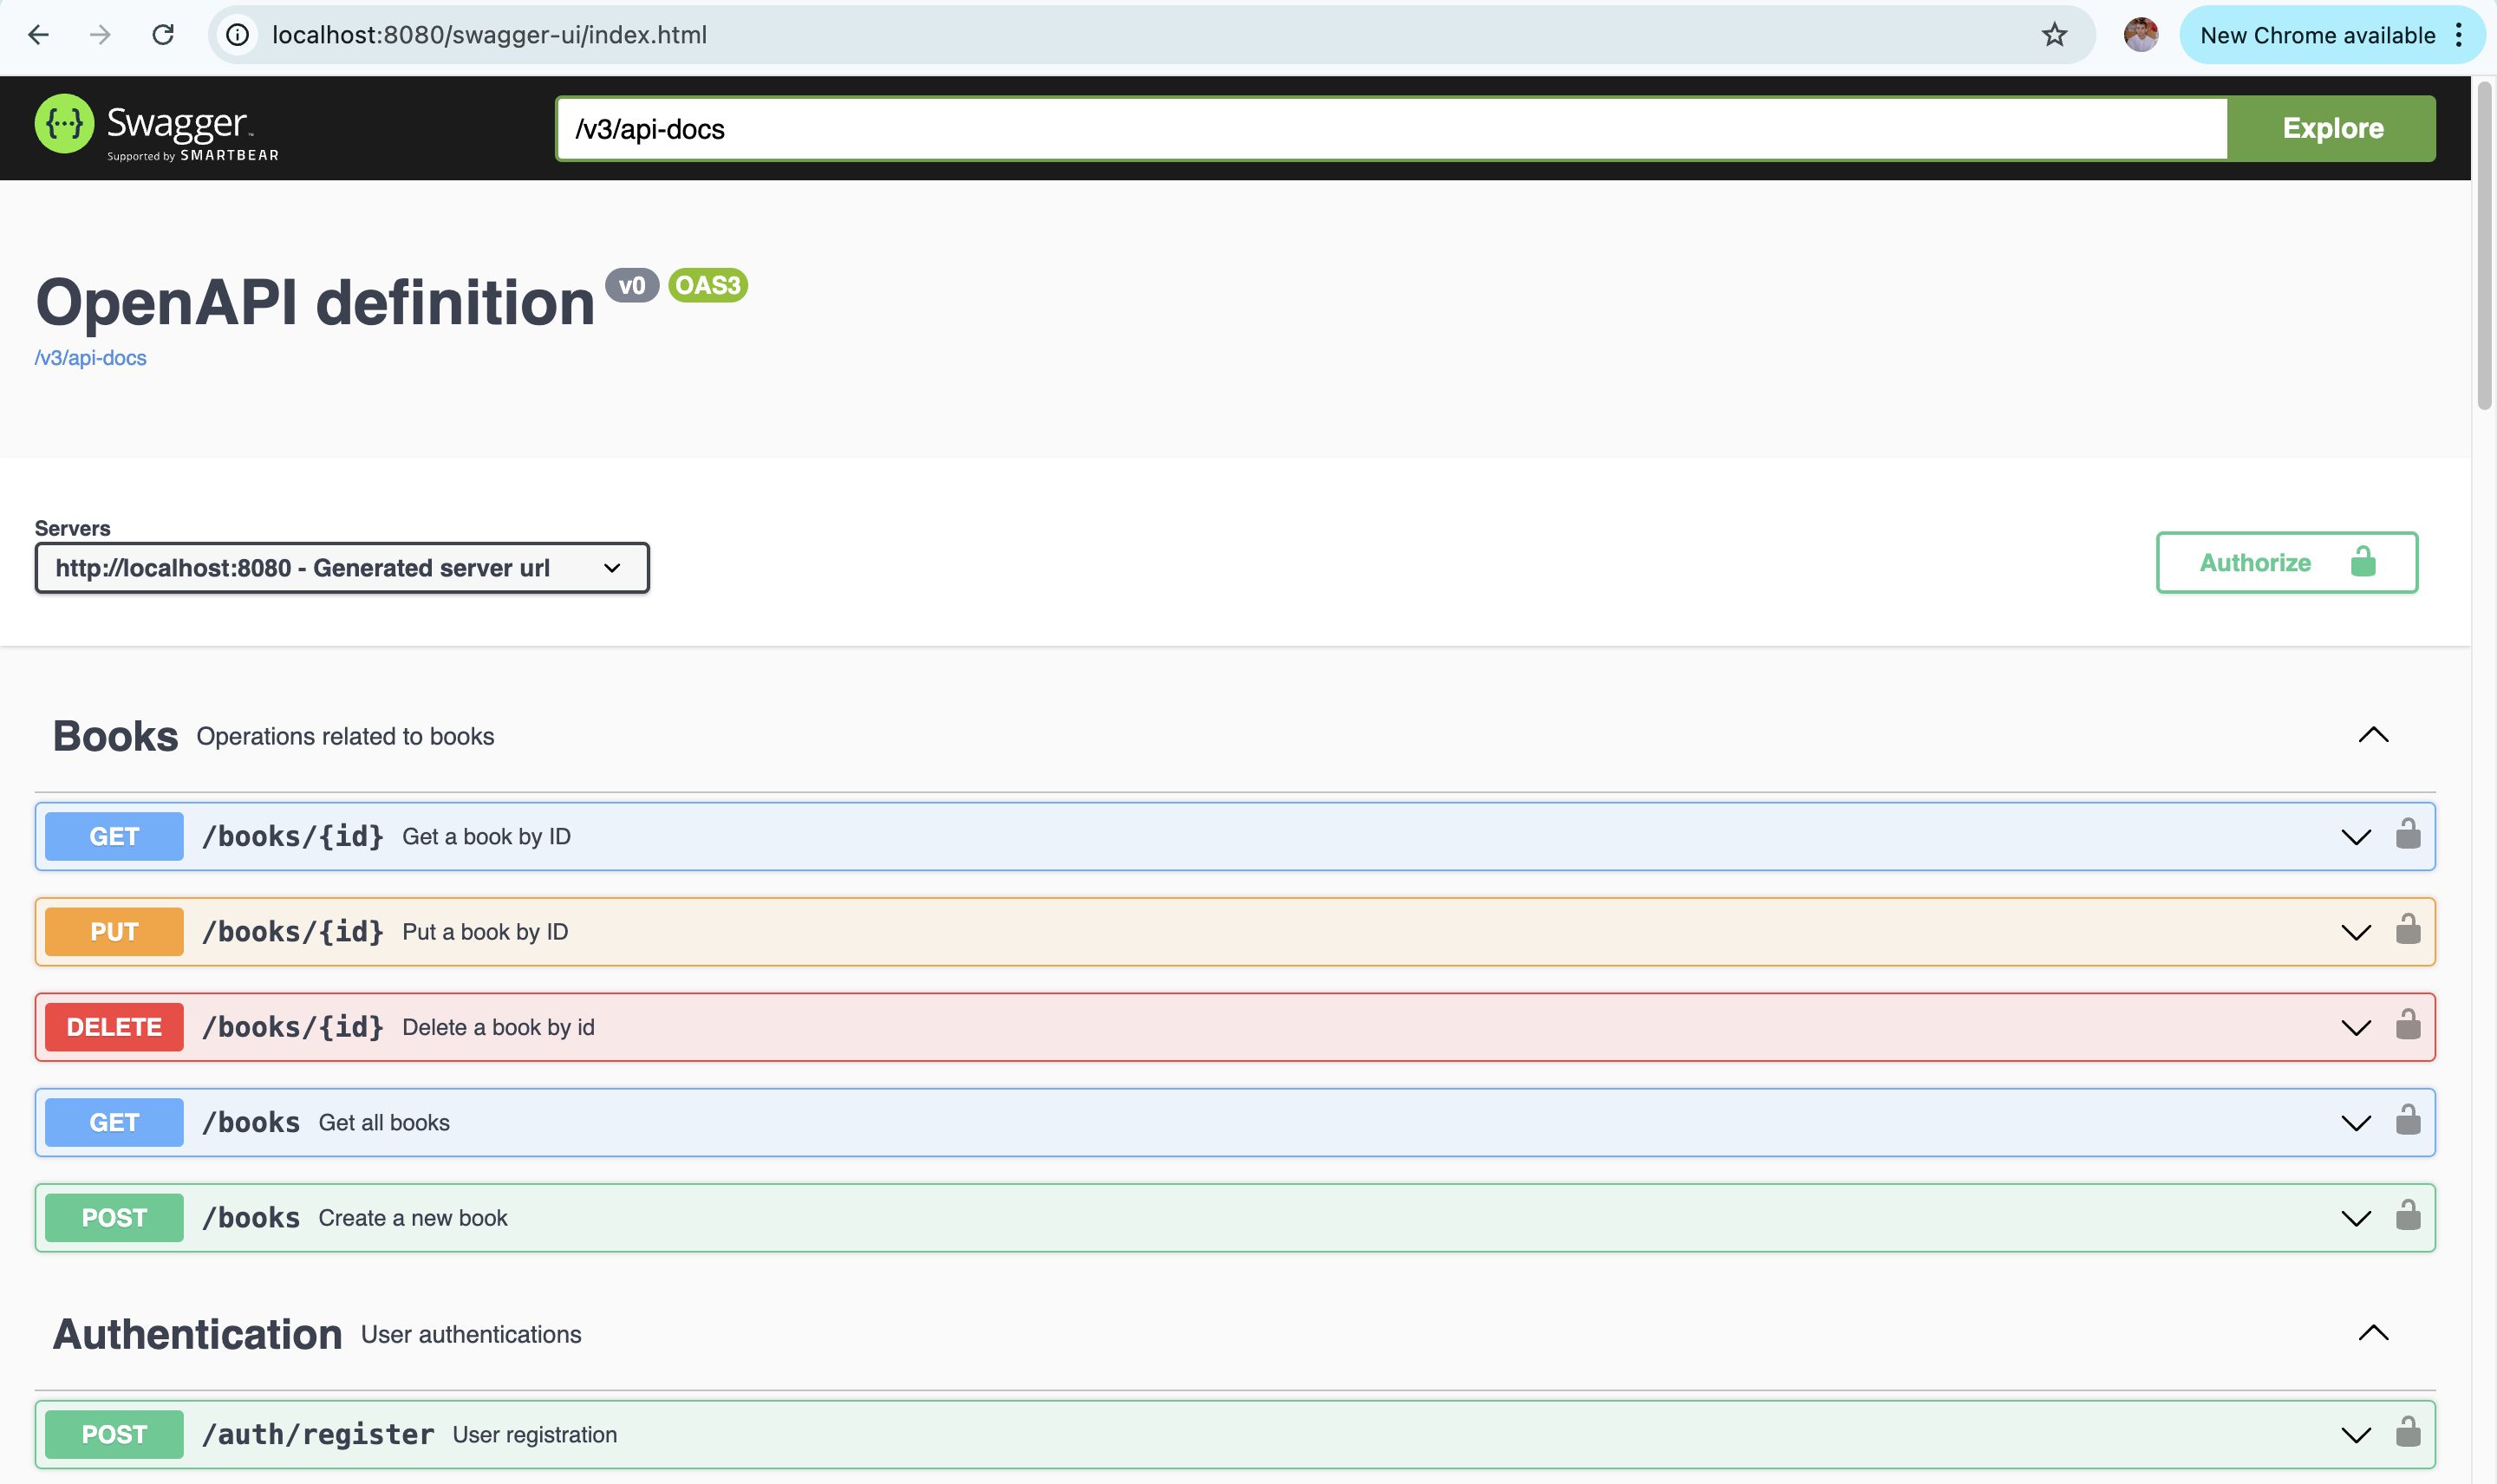 localhost:8080/swagger-ui/index.html
New Chrome available
{···} Swagger™
Supported by SMARTBEAR
/v3/api-docs
Explore
OpenAPI definition v0 OAS3
/v3/api-docs
Servers
http://localhost:8080 - Generated server url
Authorize
Books Operations related to books
GET /books/{id} Get a book by ID
PUT /books/{id} Put a book by ID
DELETE /books/{id} Delete a book by id
GET /books Get all books
POST /books Create a new book
Authentication User authentications
POST /auth/register User registration